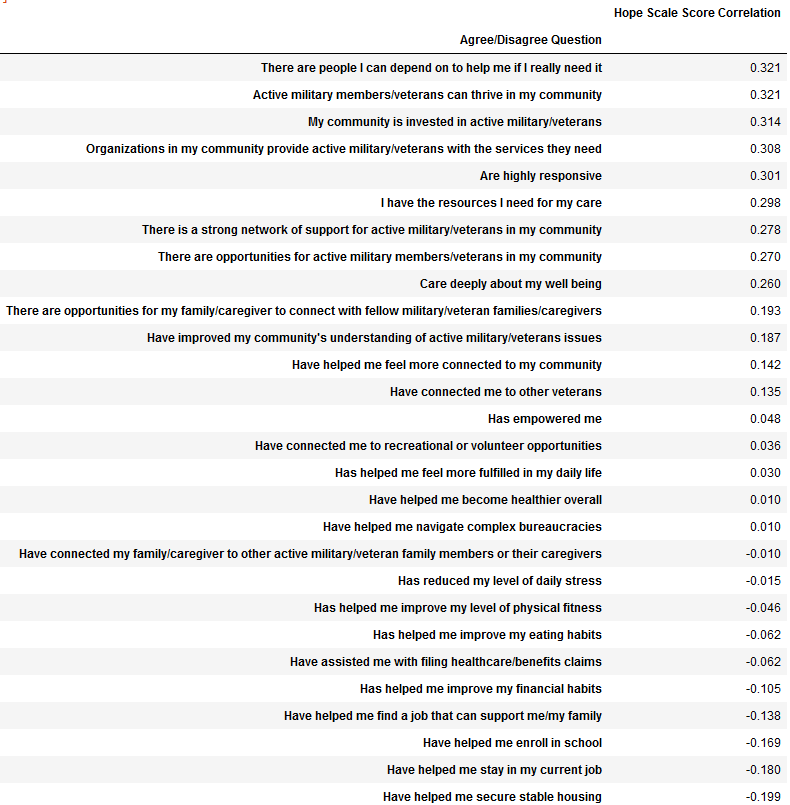 Hope Scale Score Correlation
Agree/Disagree Question
There are people I can depend on to help me if I really need it 0.321
Active military members/veterans can thrive in my community 0.321
My community is invested in active military/veterans 0.314
Organizations in my community provide active military/veterans with the services they need 0.308
Are highly responsive 0.301
I have the resources I need for my care 0.298
There is a strong network of support for active military/veterans in my community 0.278
There are opportunities for active military members/veterans in my community 0.270
Care deeply about my well being 0.260
There are opportunities for my family/caregiver to connect with fellow military/veteran families/caregivers 0.193
Have improved my community's understanding of active military/veterans issues 0.187
Have helped me feel more connected to my community 0.142
Have connected me to other veterans 0.135
Has empowered me 0.048
Have connected me to recreational or volunteer opportunities 0.036
Has helped me feel more fulfilled in my daily life 0.030
Have helped me become healthier overall 0.010
Have helped me navigate complex bureaucracies 0.010
Have connected my family/caregiver to other active military/veteran family members or their caregivers -0.010
Has reduced my level of daily stress -0.015
Has helped me improve my level of physical fitness -0.046
Has helped me improve my eating habits -0.062
Have assisted me with filing healthcare/benefits claims -0.062
Has helped me improve my financial habits -0.105
Have helped me find a job that can support me/my family -0.138
Have helped me enroll in school -0.169
Have helped me stay in my current job -0.180
Have helped me secure stable housing -0.199